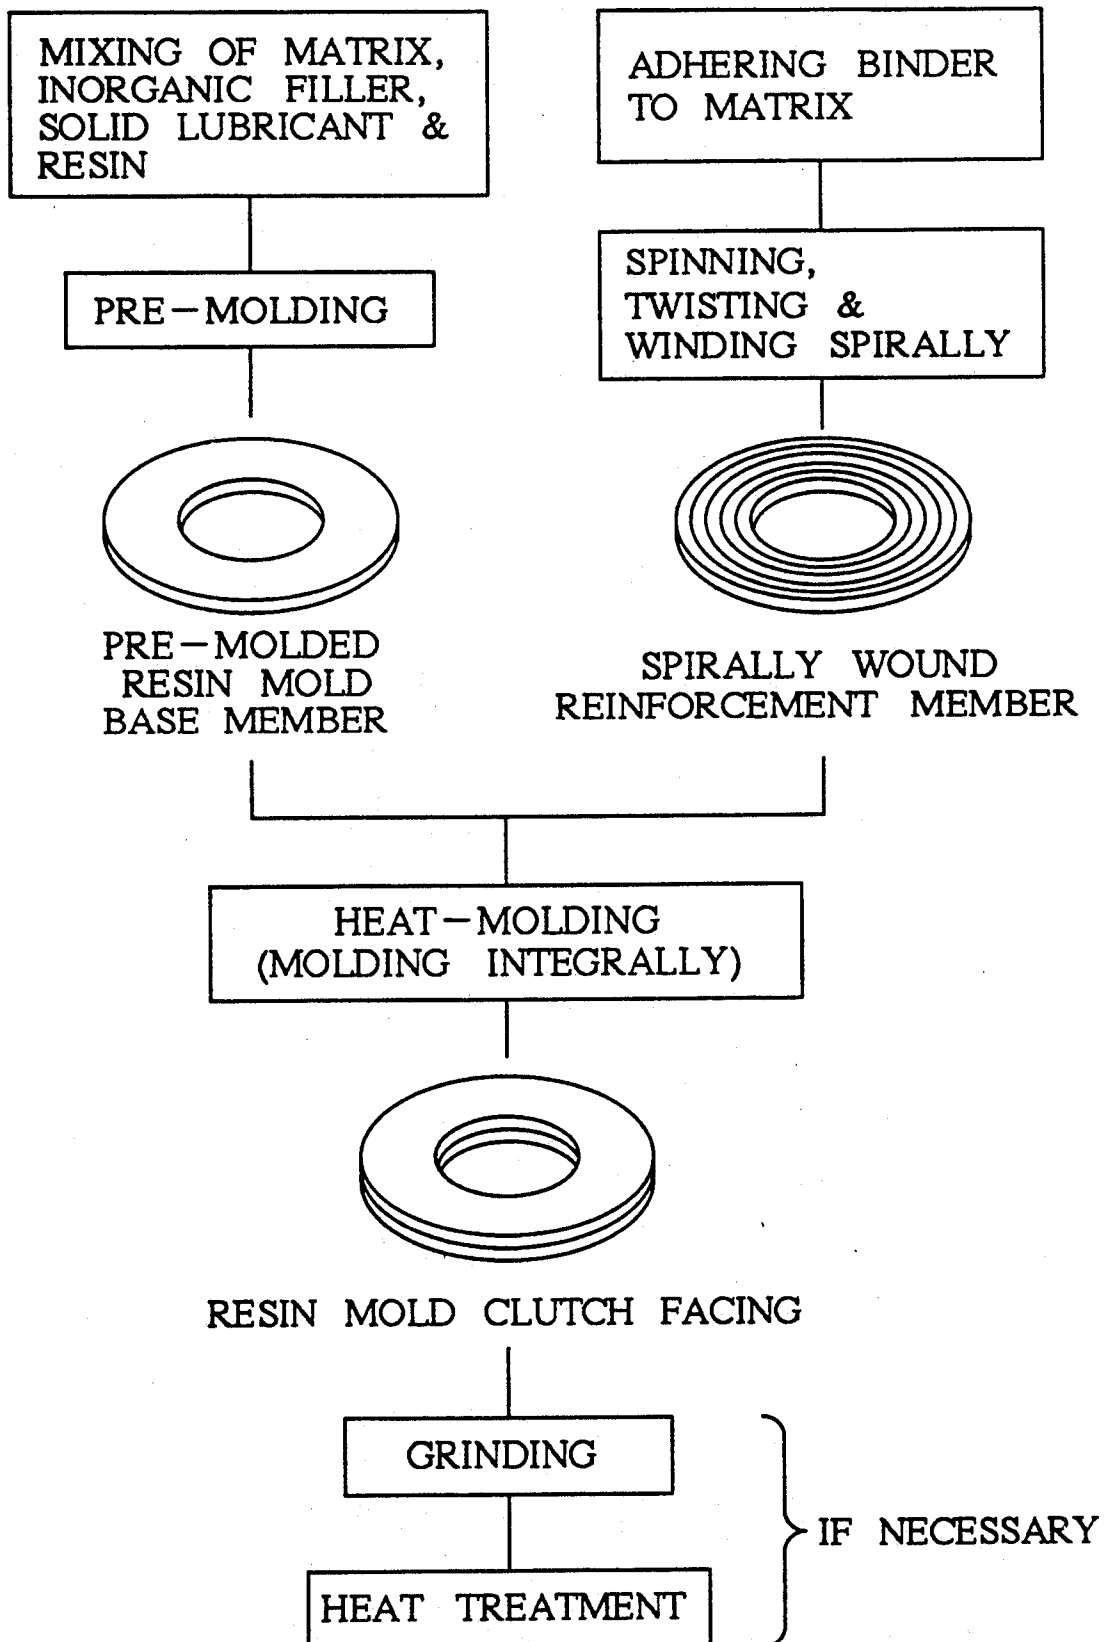 MIXING OF MATRIX,
INORGANIC FILLER,
SOLID LUBRICANT &
RESIN
ADHERING BINDER
TO MATRIX
PRE-MOLDING
SPINNING,
TWISTING &
WINDING SPIRALLY
PRE-MOLDED
RESIN MOLD
BASE MEMBER
SPIRALLY WOUND
REINFORCEMENT MEMBER
HEAT-MOLDING
(MOLDING INTEGRALLY)
RESIN MOLD CLUTCH FACING
GRINDING
IF NECESSARY
HEAT TREATMENT